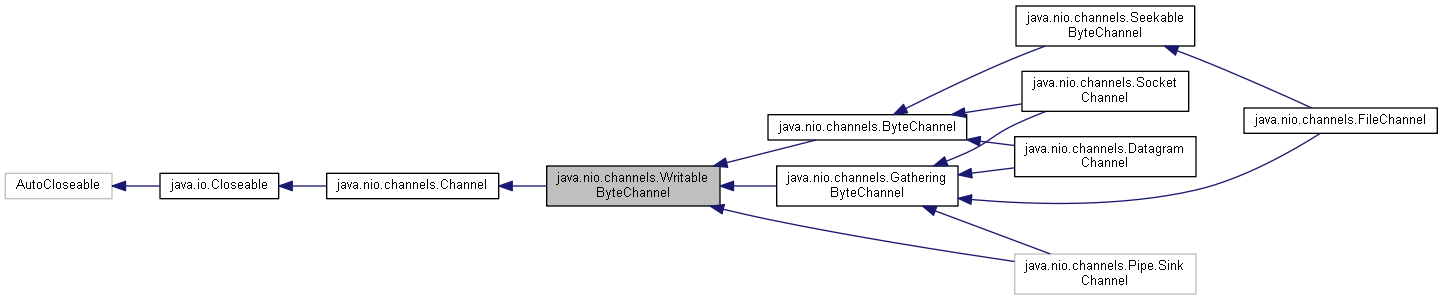 AutoCloseable
java.io.Closeable
java.nio.channels.Channel
java.nio.channels.Writable
ByteChannel
java.nio.channels.ByteChannel
java.nio.channels.Gathering
ByteChannel
java.nio.channels.Seekable
ByteChannel
java.nio.channels.Socket
Channel
java.nio.channels.Datagram
Channel
java.nio.channels.Pipe.Sink
Channel
java.nio.channels.FileChannel